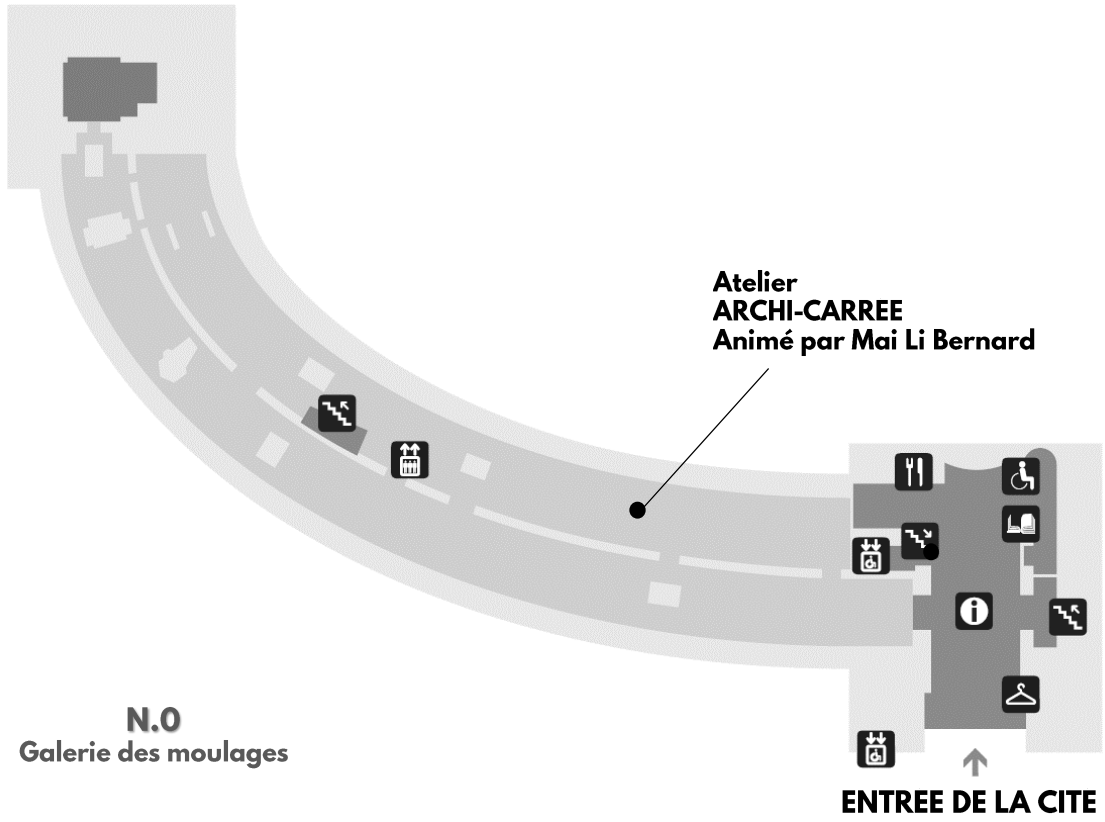 Atelier
ARCHI-CARREE
Animé par Mai Li Bernard
N.0
Galerie des moulages
ENTREE DE LA CITE